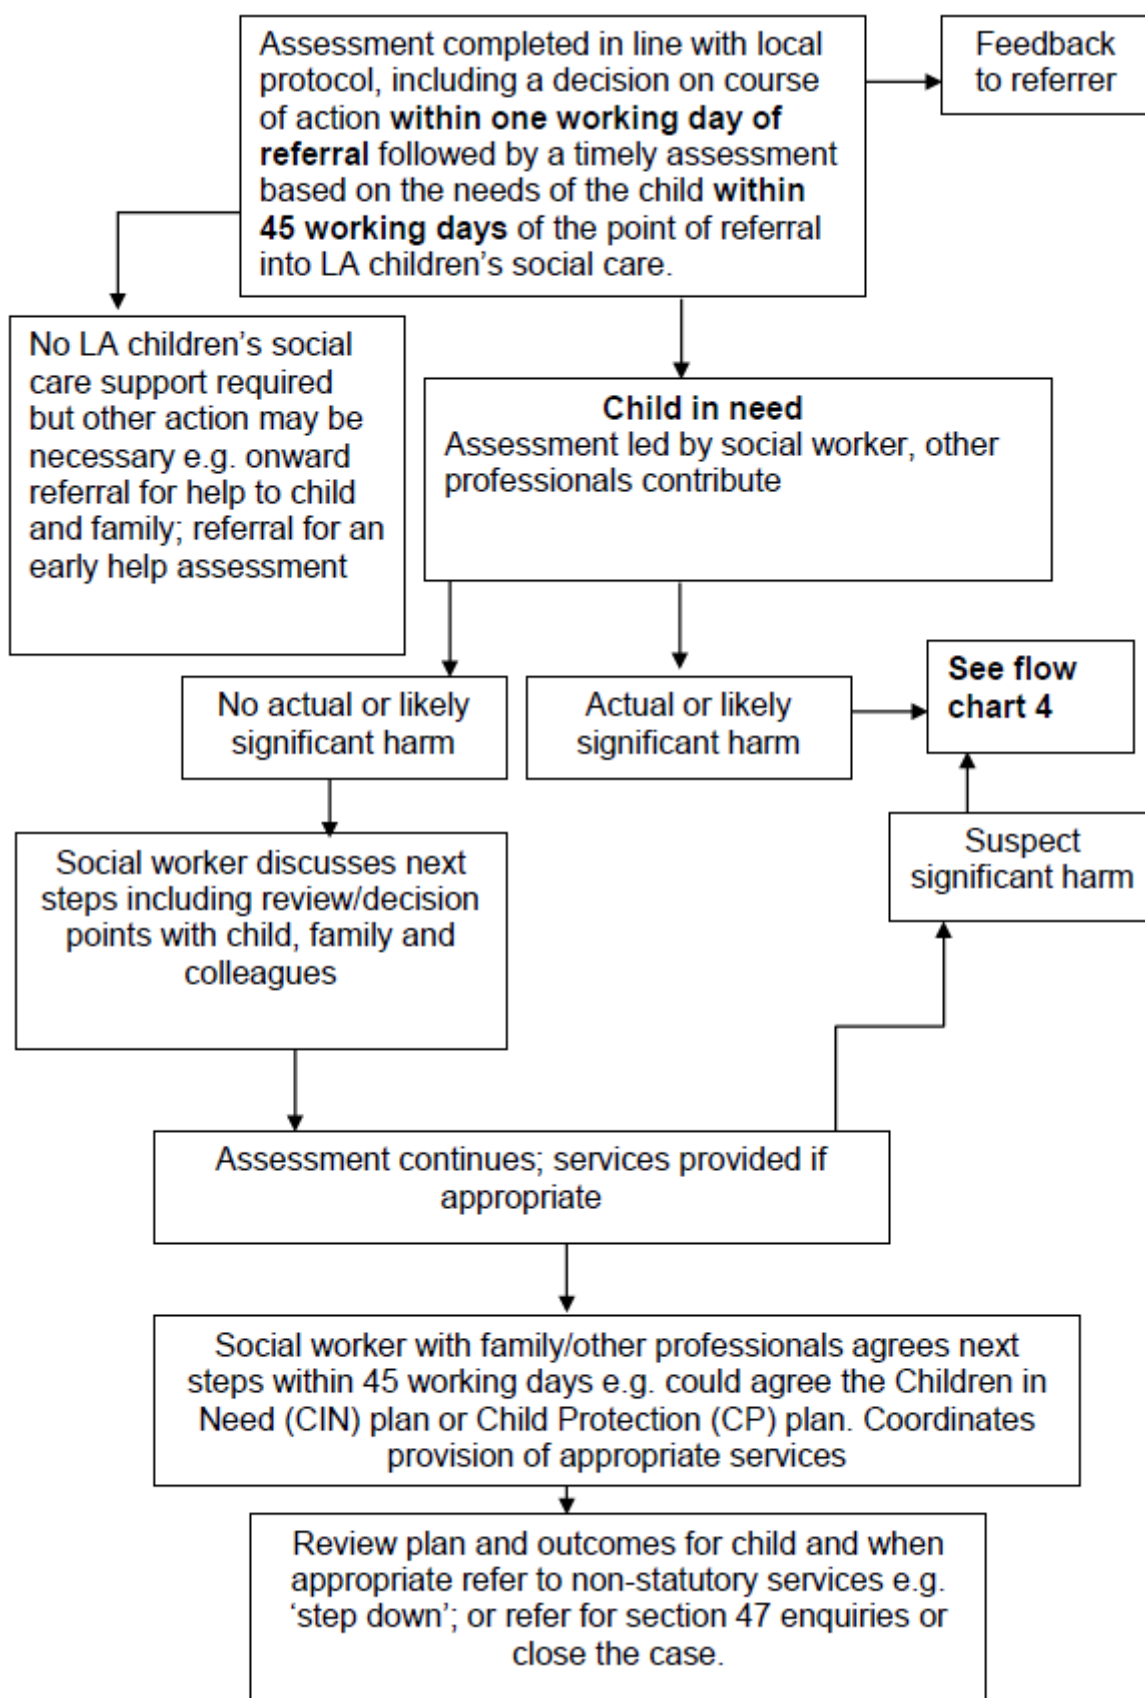 Assessment completed in line with local
protocol, including a decision on course
of action within one working day of
referral followed by a timely assessment
based on the needs of the child within
45 working days of the point of referral
into LA children's social care.
Feedback
to referrer
No LA children's social
care support required
but other action may be
necessary e.g. onward
referral for help to child
and family; referral for an
early help assessment
Child in need
Assessment led by social worker, other
professionals contribute
No actual or likely
significant harm
Actual or likely
significant harm
See flow
chart 4
Suspect
significant harm
Social worker discusses next
steps including review/decision
points with child, family and
colleagues
Assessment continues; services provided if
appropriate
Social worker with family/other professionals agrees next
steps within 45 working days e.g. could agree the Children in
Need (CIN) plan or Child Protection (CP) plan. Coordinates
provision of appropriate services
Review plan and outcomes for child and when
appropriate refer to non-statutory services e.g.
‘step down’; or refer for section 47 enquiries or
close the case.